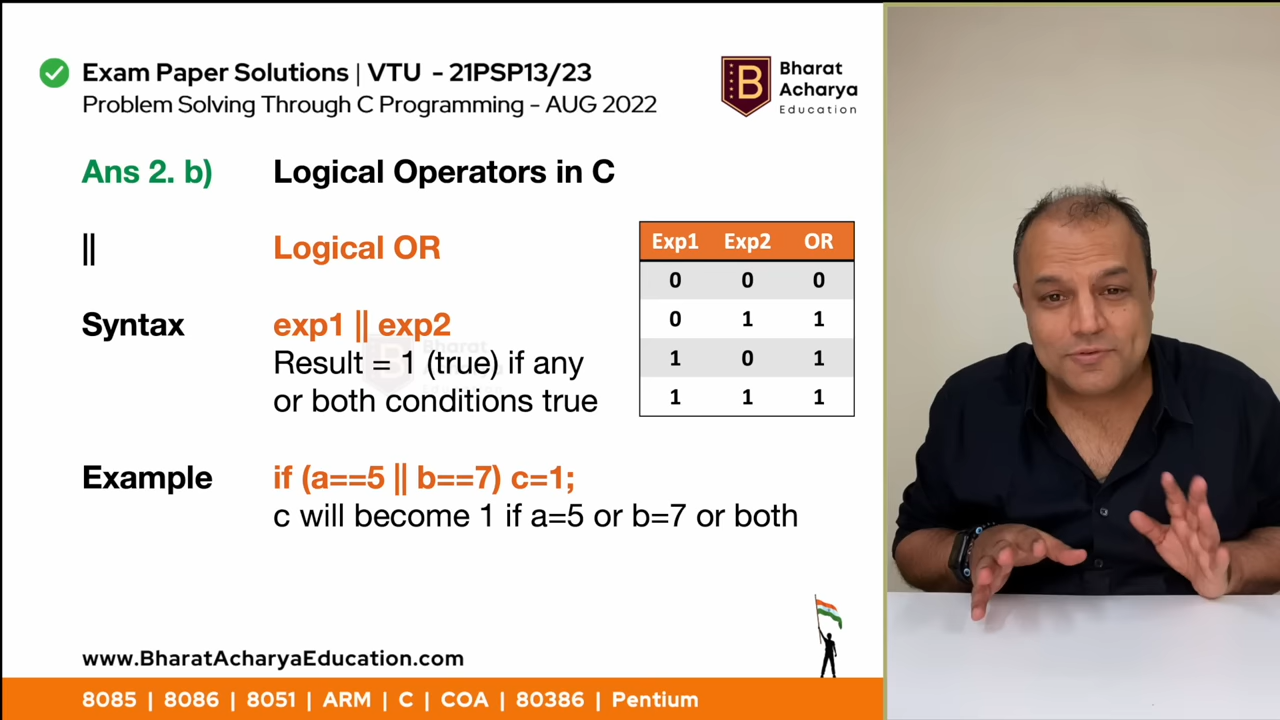 Exam Paper Solutions | VTU - 21PSP13/23
Problem Solving Through C Programming - AUG 2022
B
Bharat
Acharya
Education
Ans 2. b) Logical Operators in C
|| Logical OR
Exp1 Exp2 OR
0 0 0
0 1 1
1 0 1
1 1 1
Syntax exp1 || exp2
Result = 1 (true) if any
or both conditions true
Example if (a==5 || b==7) c=1;
c will become 1 if a=5 or b=7 or both
www.BharatAcharyaEducation.com
8085 | 8086 | 8051 | ARM | C | COA | 80386 | Pentium